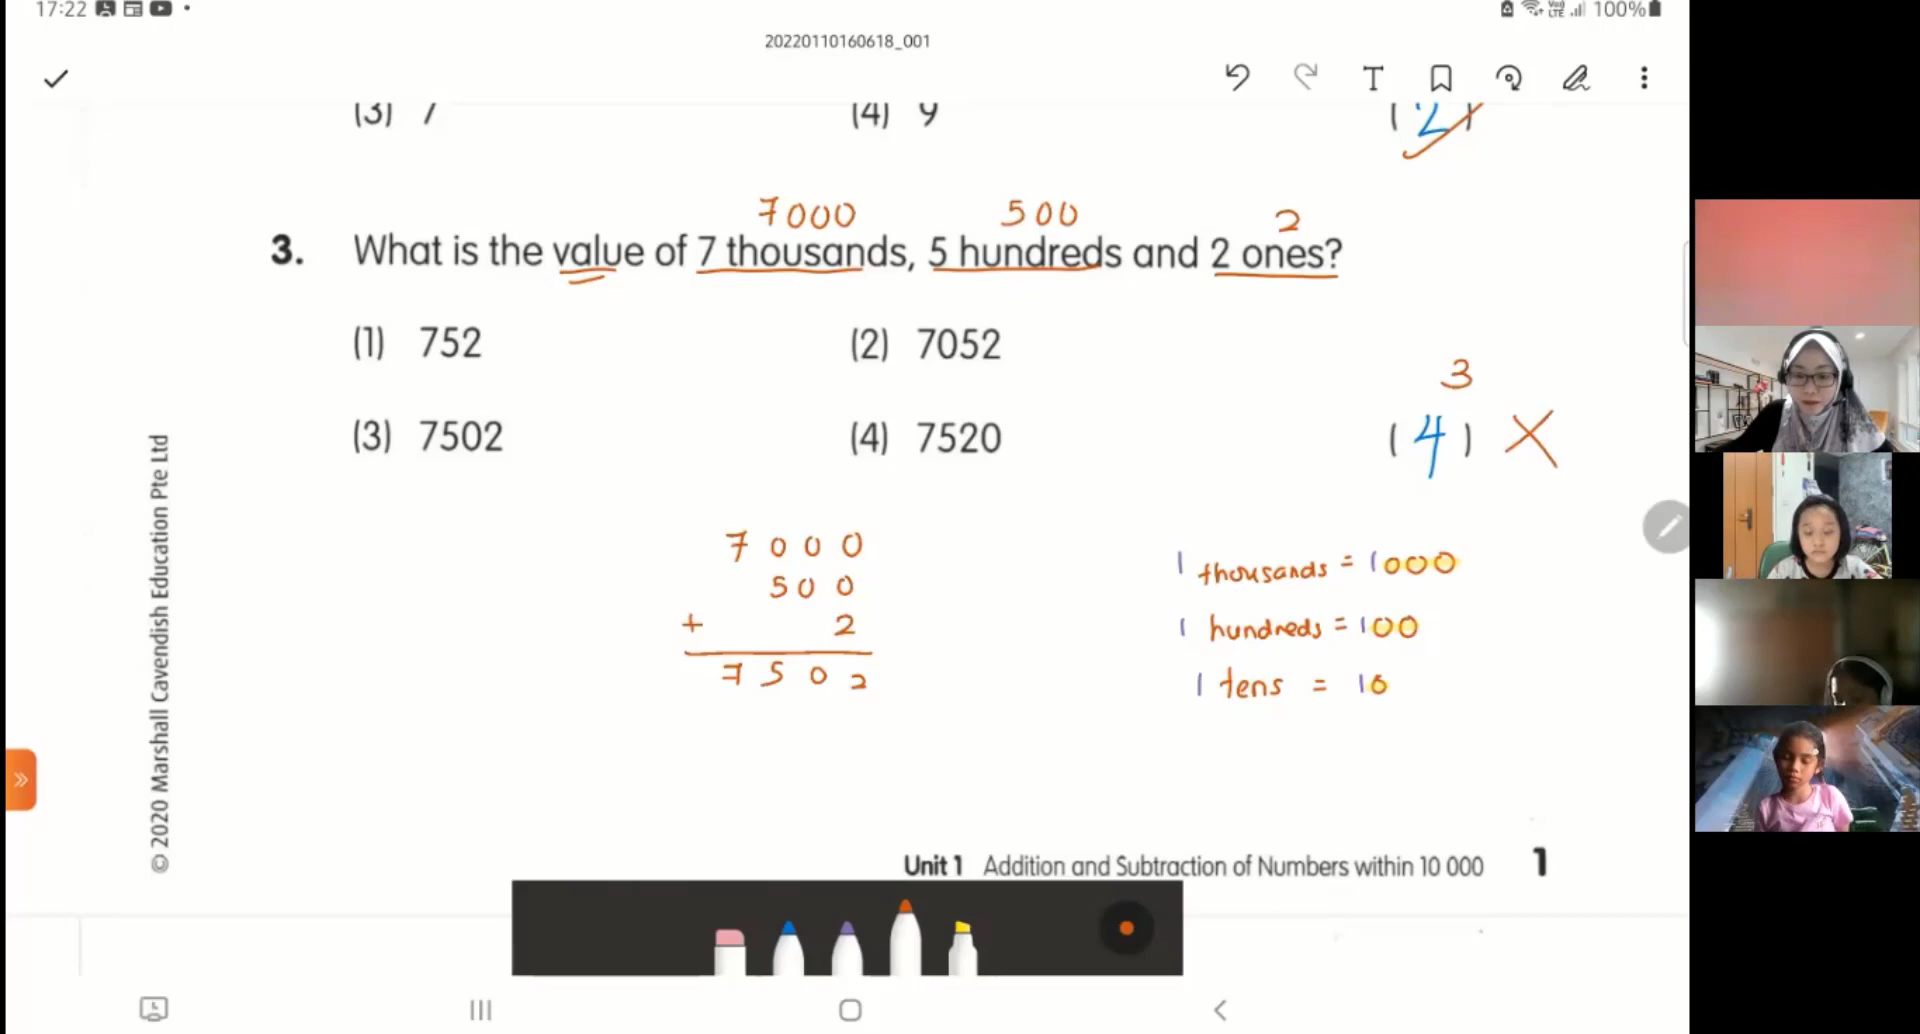 17:22
100%
20220110160618_001
(3) 7 (4) 9 (2)
7000 500 2
3. What is the value of 7 thousands, 5 hundreds and 2 ones?
(1) 752 (2) 7052
3
(3) 7502 (4) 7520 (4) X
7000
500
+ 2
7502
1 thousands = 1000
1 hundreds = 100
1 tens = 10
© 2020 Marshall Cavendish Education Pte Ltd
Unit 1 Addition and Subtraction of Numbers within 10 000 1